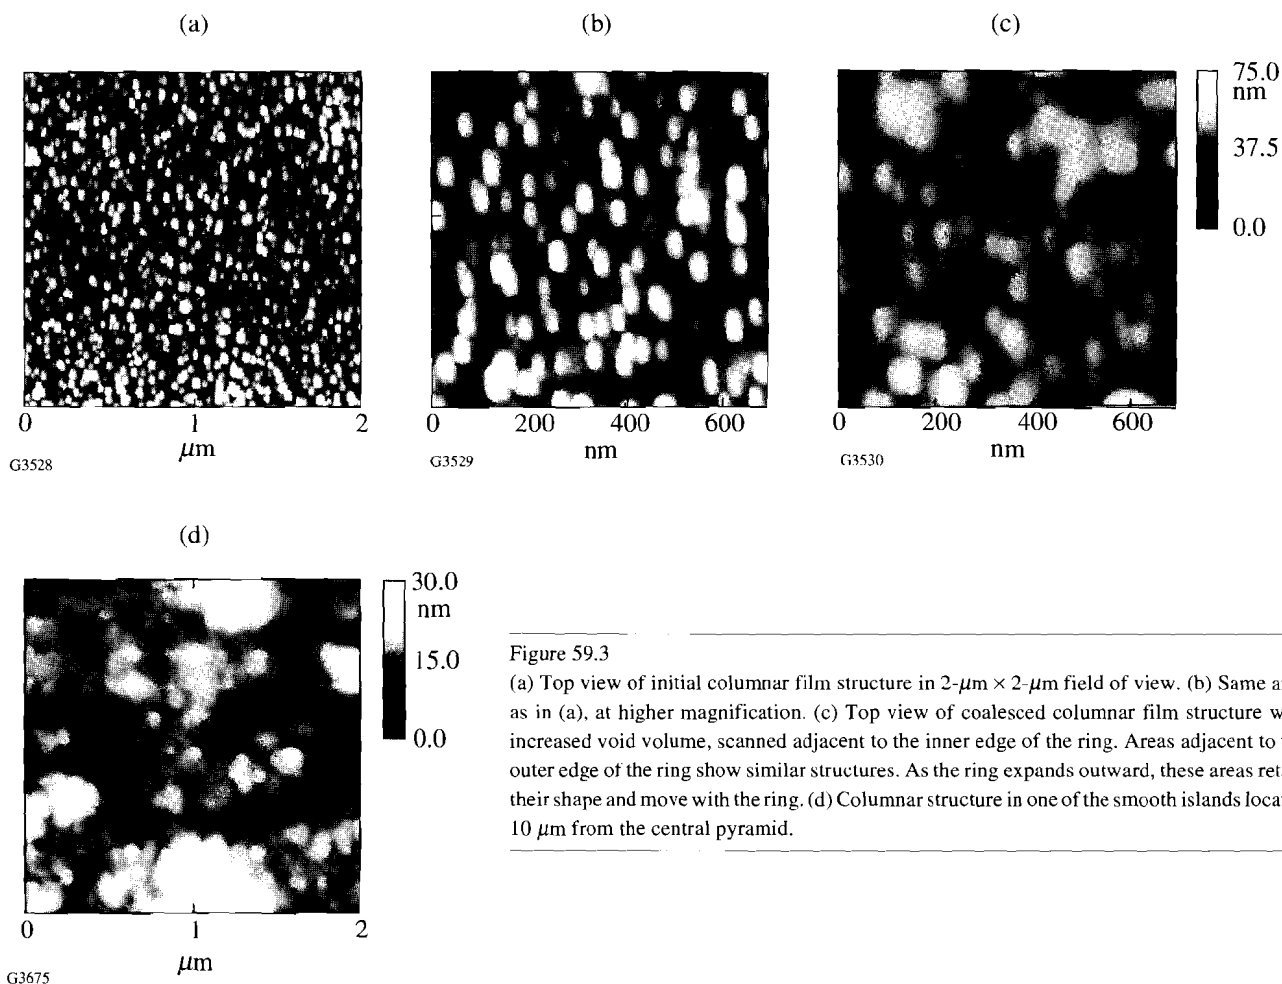 (a)
(b)
(c)
75.0
nm
37.5
0.0
0
1
2
μm
G3528
0
200
400
600
nm
G3529
0
200
400
600
nm
G3530
(d)
30.0
nm
15.0
0.0
0
1
2
μm
G3675
Figure 59.3
(a) Top view of initial columnar film structure in 2-μm × 2-μm field of view. (b) Same
as in (a), at higher magnification. (c) Top view of coalesced columnar film structure
increased void volume, scanned adjacent to the inner edge of the ring. Areas adjacent to
outer edge of the ring show similar structures. As the ring expands outward, these areas
their shape and move with the ring. (d) Columnar structure in one of the smooth islands
10 μm from the central pyramid.